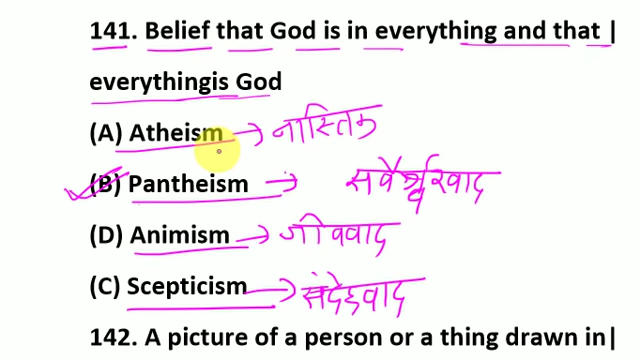 141. Belief that God is in everything and that |
everythingis God
(A) Atheism → नास्तिक
(B) Pantheism → सर्वेश्वरवाद
(D) Animism → जीववाद
(C) Scepticism → संदेहवाद
142. A picture of a person or a thing drawn in|